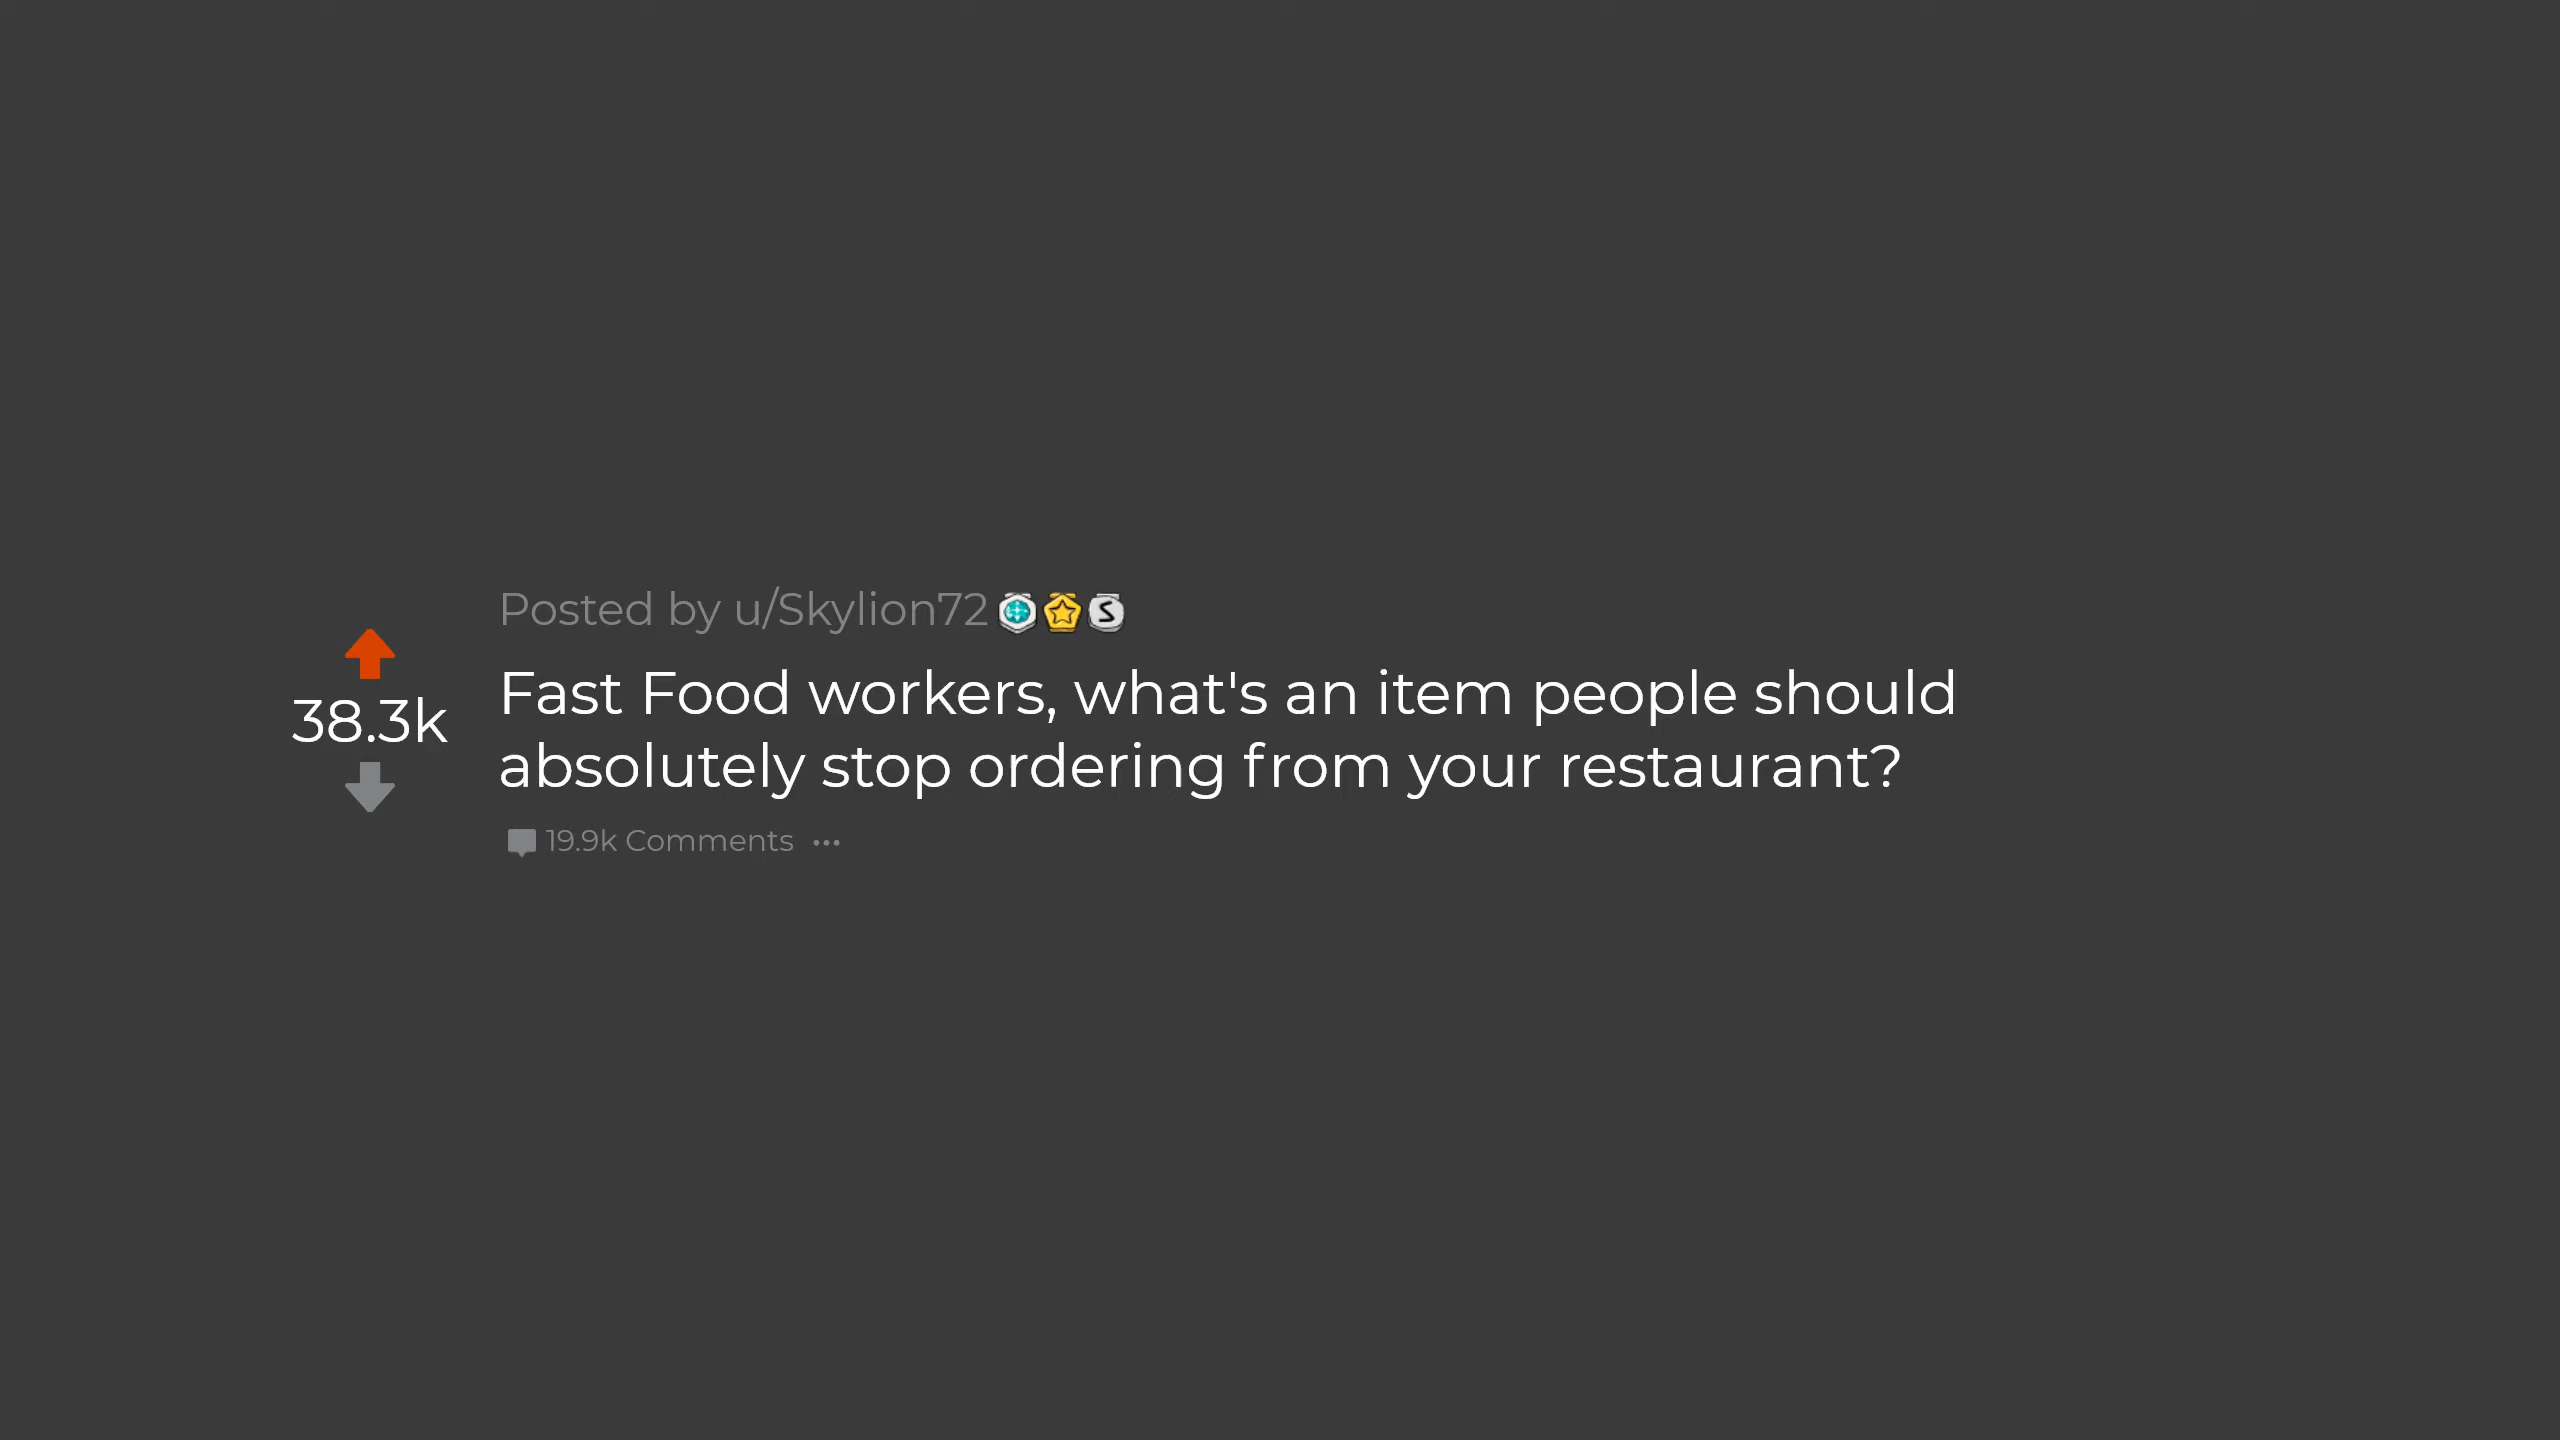 Posted by u/Skylion72
38.3k
Fast Food workers, what's an item people should
absolutely stop ordering from your restaurant?
19.9k Comments ...